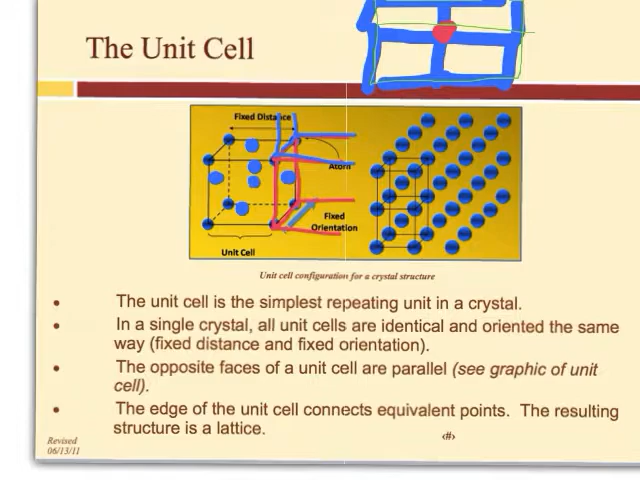 The Unit Cell
Fixed Distance
Atom
Fixed
Orientation
Unit Cell
Unit cell configuration for a crystal structure
• The unit cell is the simplest repeating unit in a crystal.
• In a single crystal, all unit cells are identical and oriented the same
way (fixed distance and fixed orientation).
• The opposite faces of a unit cell are parallel (see graphic of unit
cell).
• The edge of the unit cell connects equivalent points. The resulting
structure is a lattice.
Revised
06/13/11
‹#›